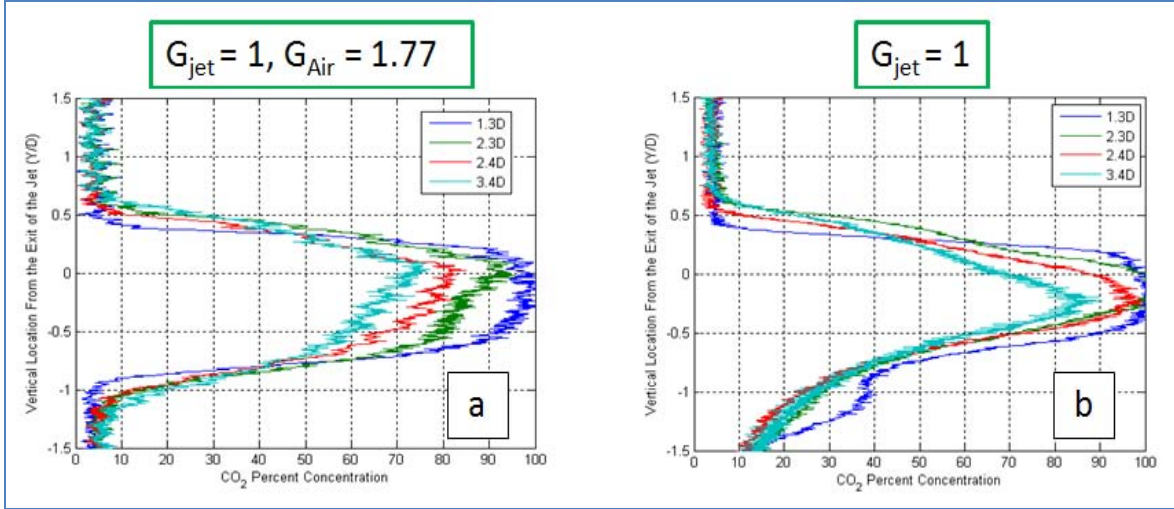 G_jet = 1, G_Air = 1.77
1.5
1
0.5
0
-0.5
-1
-1.5
Vertical Location From the Exit of the Jet (Y/D)
1.3D
2.3D
2.4D
3.4D
a
0 10 20 30 40 50 60 70 80 90 100
CO2 Percent Concentration
G_jet = 1
1.5
1
0.5
0
-0.5
-1
-1.5
Vertical Location From the Exit of the Jet (Y/D)
1.3D
2.3D
2.4D
3.4D
b
0 10 20 30 40 50 60 70 80 90 100
CO2 Percent Concentration